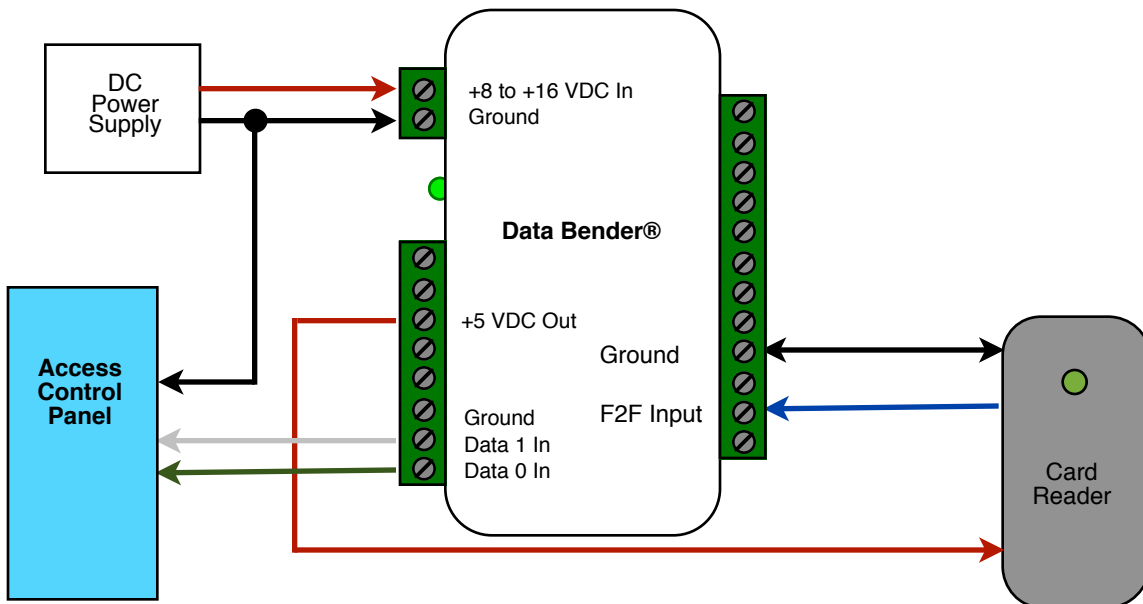 DC
Power
Supply
+8 to +16 VDC In
Ground
Data Bender®
+5 VDC Out
Ground
Access
Control
Panel
F2F Input
Ground
Data 1 In
Data 0 In
Card
Reader